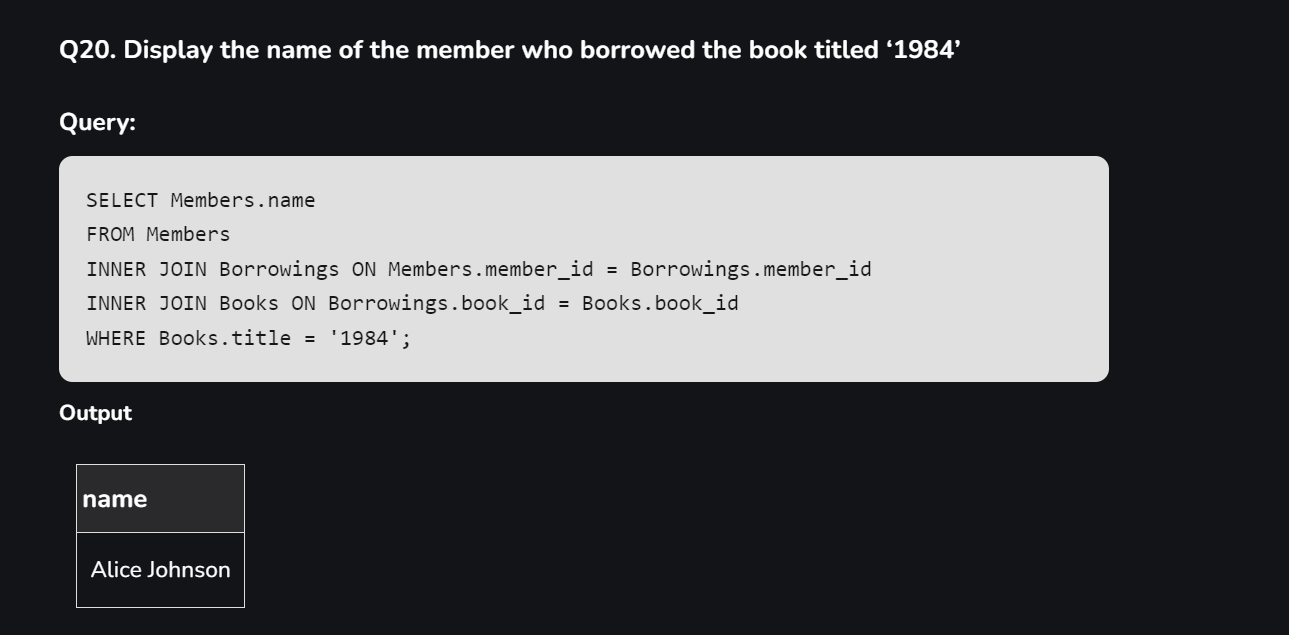 Q20. Display the name of the member who borrowed the book titled ‘1984’
Query:
SELECT Members.name
FROM Members
INNER JOIN Borrowings ON Members.member_id = Borrowings.member_id
INNER JOIN Books ON Borrowings.book_id = Books.book_id
WHERE Books.title = '1984';
Output
name
Alice Johnson